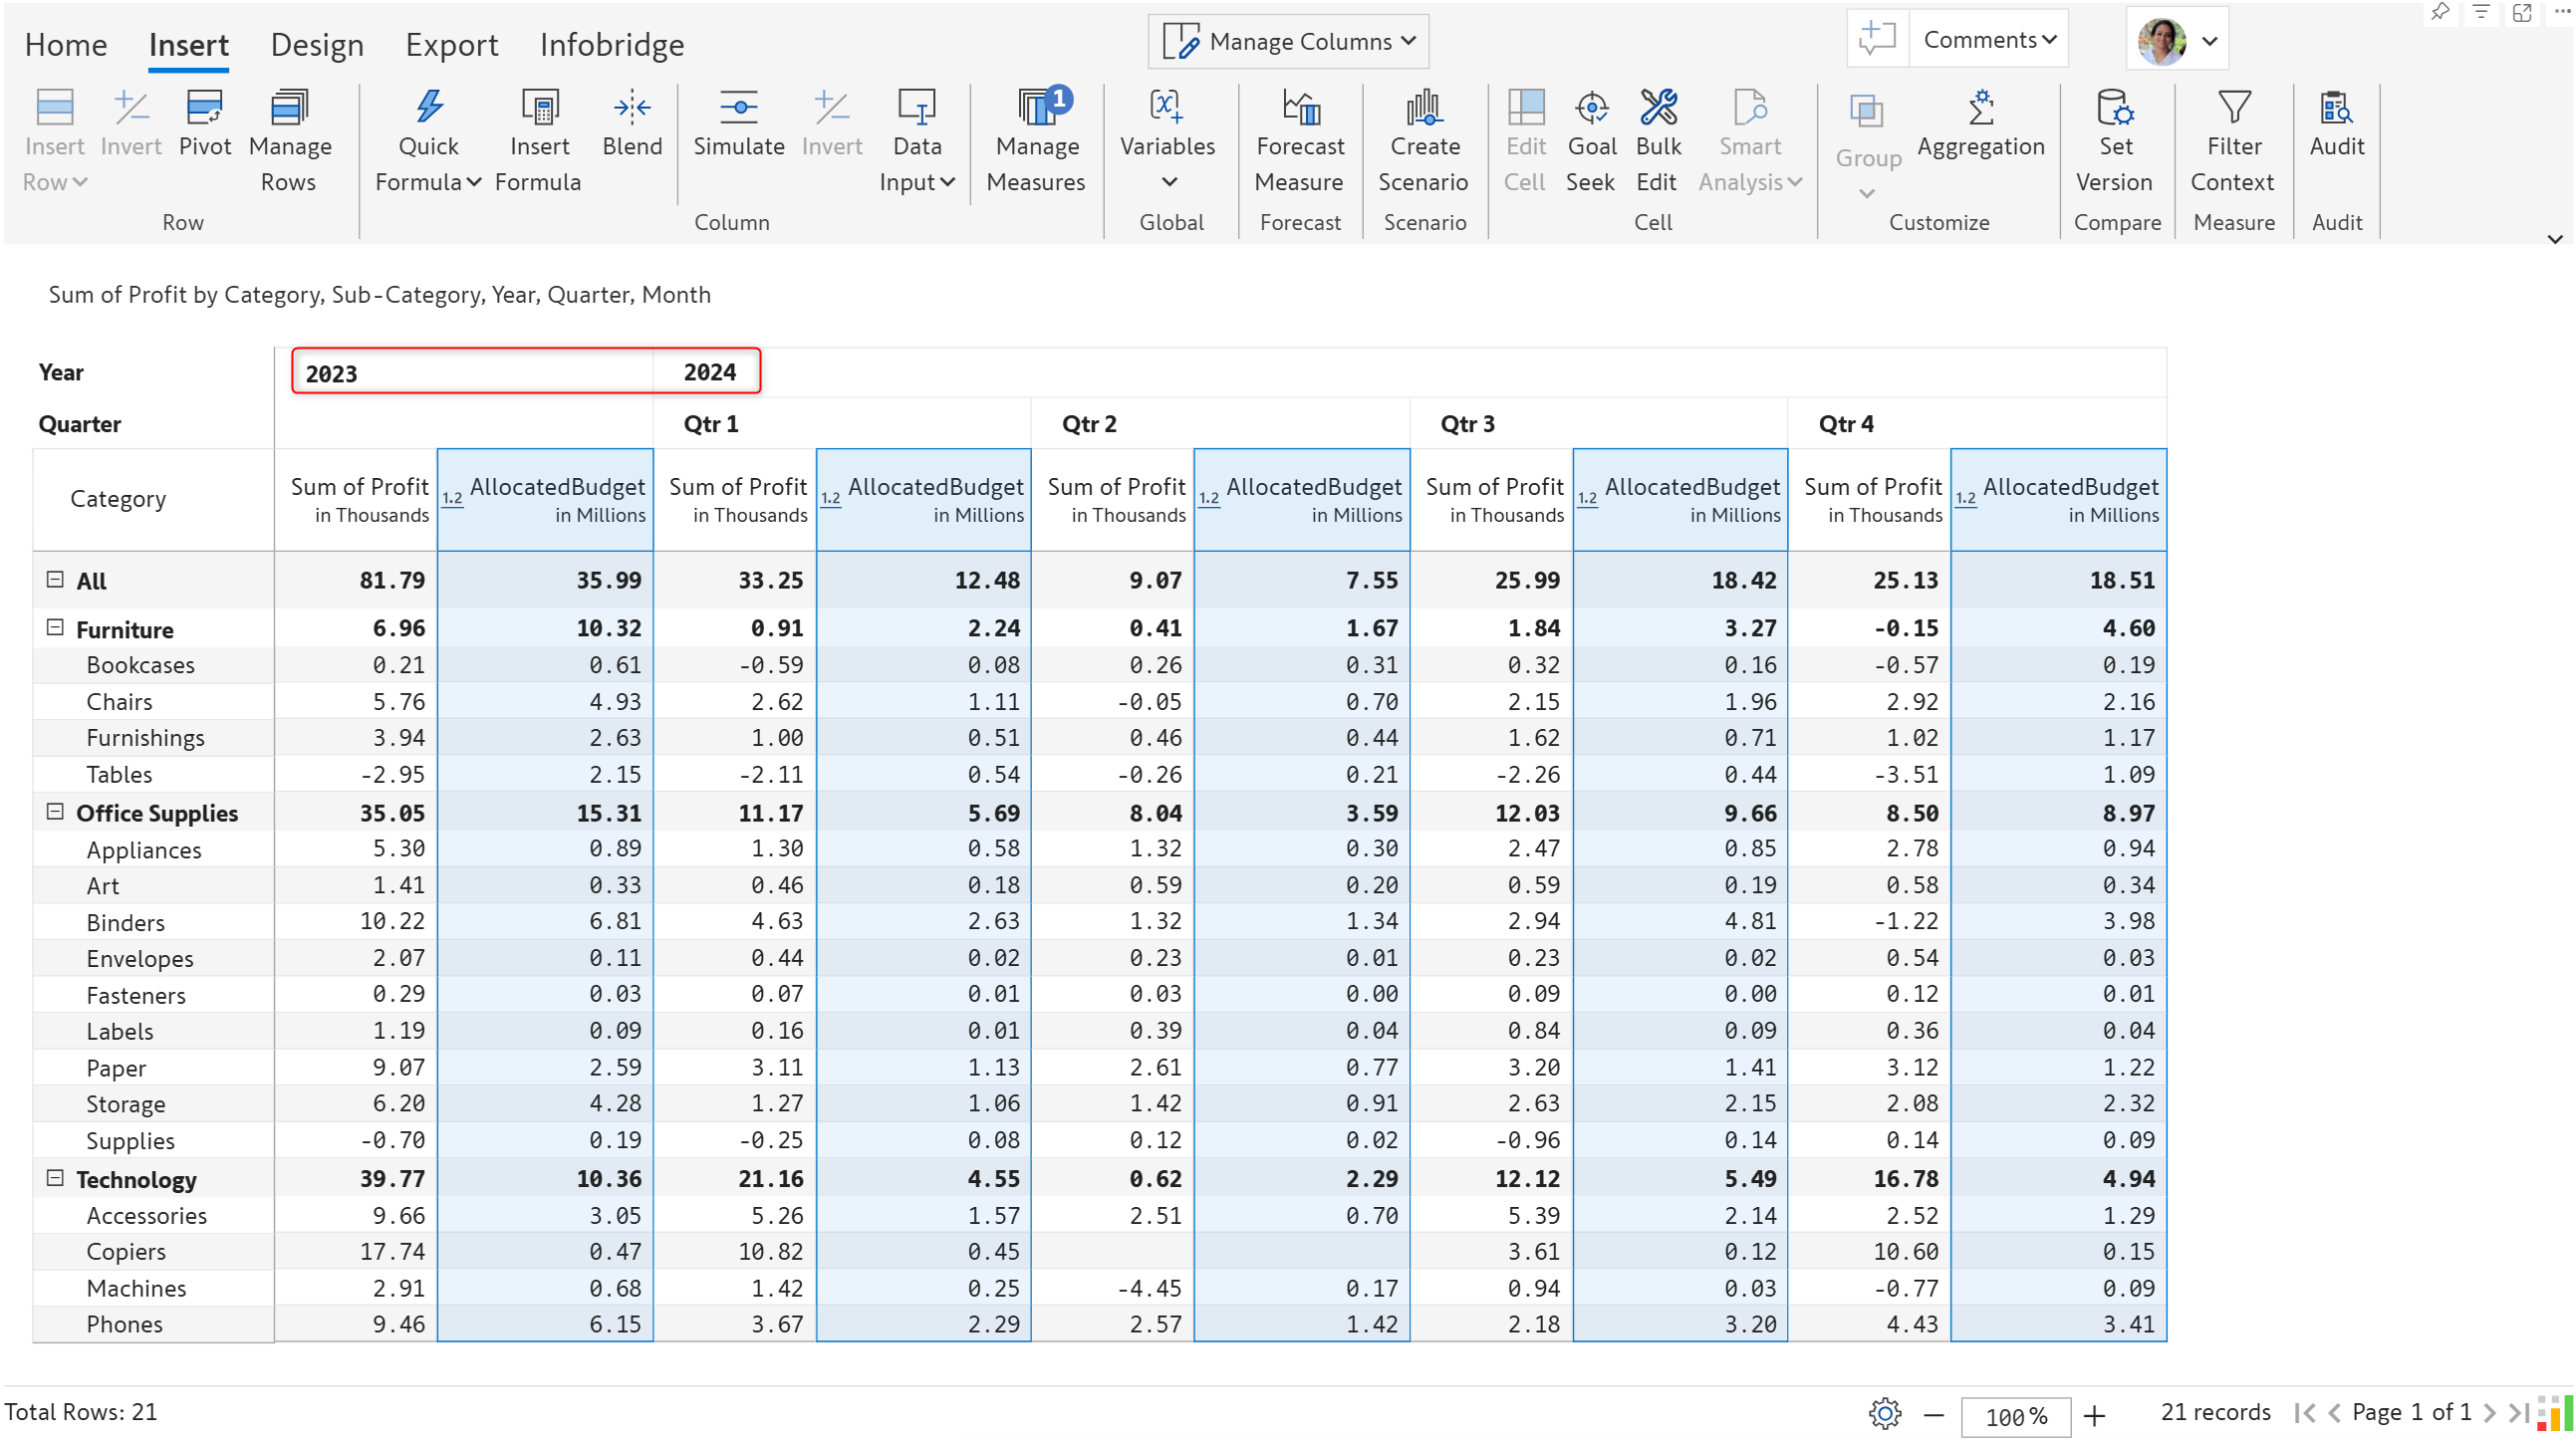 Home Insert Design Export Infobridge Manage Columns Comments
Insert Row Invert Pivot Manage Rows Quick Formula Insert Formula Blend Simulate Invert Data Input Manage Measures 1 Variables Forecast Measure Create Scenario Edit Cell Goal Seek Bulk Edit Smart Analysis Group Aggregation Set Version Filter Context Audit
Row Column Global Forecast Scenario Cell Customize Compare Measure Audit
Sum of Profit by Category, Sub-Category, Year, Quarter, Month
Year 2023 2024
Quarter Qtr 1 Qtr 2 Qtr 3 Qtr 4
Category Sum of Profit 1.2 AllocatedBudget Sum of Profit 1.2 AllocatedBudget Sum of Profit 1.2 AllocatedBudget Sum of Profit 1.2 AllocatedBudget Sum of Profit 1.2 AllocatedBudget
in Thousands in Millions in Thousands in Millions in Thousands in Millions in Thousands in Millions in Thousands in Millions
All 81.79 35.99 33.25 12.48 9.07 7.55 25.99 18.42 25.13 18.51
Furniture 6.96 10.32 0.91 2.24 0.41 1.67 1.84 3.27 -0.15 4.60
Bookcases 0.21 0.61 -0.59 0.08 0.26 0.31 0.32 0.16 -0.57 0.19
Chairs 5.76 4.93 2.62 1.11 -0.05 0.70 2.15 1.96 2.92 2.16
Furnishings 3.94 2.63 1.00 0.51 0.46 0.44 1.62 0.71 1.02 1.17
Tables -2.95 2.15 -2.11 0.54 -0.26 0.21 -2.26 0.44 -3.51 1.09
Office Supplies 35.05 15.31 11.17 5.69 8.04 3.59 12.03 9.66 8.50 8.97
Appliances 5.30 0.89 1.30 0.58 1.32 0.30 2.47 0.85 2.78 0.94
Art 1.41 0.33 0.46 0.18 0.59 0.20 0.59 0.19 0.58 0.34
Binders 10.22 6.81 4.63 2.63 1.32 1.34 2.94 4.81 -1.22 3.98
Envelopes 2.07 0.11 0.44 0.02 0.23 0.01 0.23 0.02 0.54 0.03
Fasteners 0.29 0.03 0.07 0.01 0.03 0.00 0.09 0.00 0.12 0.01
Labels 1.19 0.09 0.16 0.01 0.39 0.04 0.84 0.09 0.36 0.04
Paper 9.07 2.59 3.11 1.13 2.61 0.77 3.20 1.41 3.12 1.22
Storage 6.20 4.28 1.27 1.06 1.42 0.91 2.63 2.15 2.08 2.32
Supplies -0.70 0.19 -0.25 0.08 0.12 0.02 -0.96 0.14 0.14 0.09
Technology 39.77 10.36 21.16 4.55 0.62 2.29 12.12 5.49 16.78 4.94
Accessories 9.66 3.05 5.26 1.57 2.51 0.70 5.39 2.14 2.52 1.29
Copiers 17.74 0.47 10.82 0.45 3.61 0.12 10.60 0.15
Machines 2.91 0.68 1.42 0.25 -4.45 0.17 0.94 0.03 -0.77 0.09
Phones 9.46 6.15 3.67 2.29 2.57 1.42 2.18 3.20 4.43 3.41
Total Rows: 21 100 % 21 records Page 1 of 1